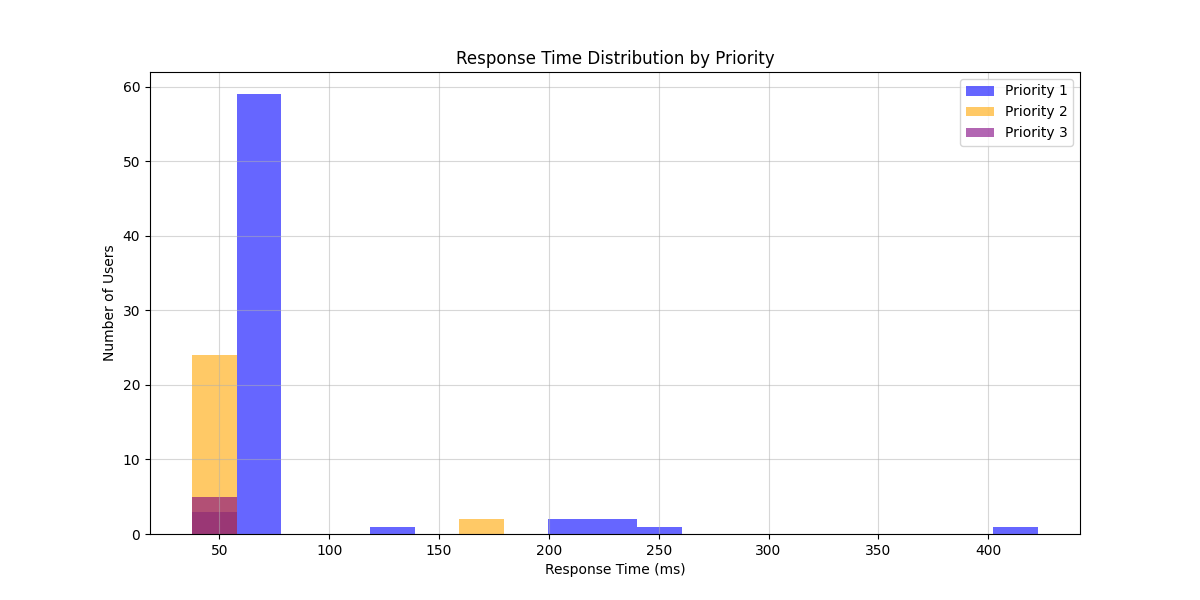 Response Time Distribution by Priority
Priority 1
Priority 2
Priority 3
Number of Users
60
50
40
30
20
10
0
50 100 150 200 250 300 350 400
Response Time (ms)